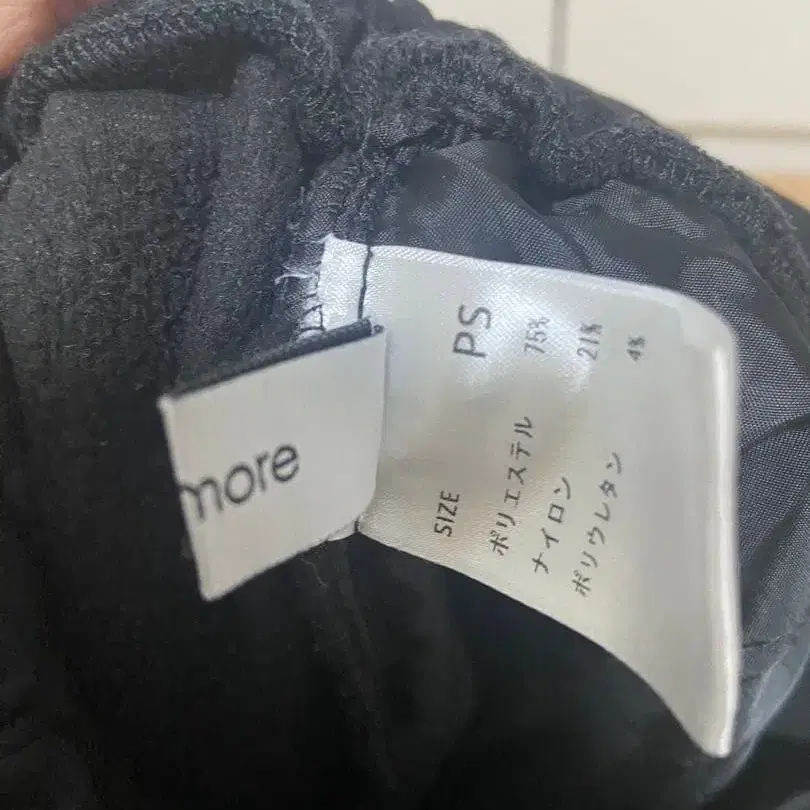 more
SIZE PS
ポリエステル 75%
ナイロン 21%
ポリウレタン 4%